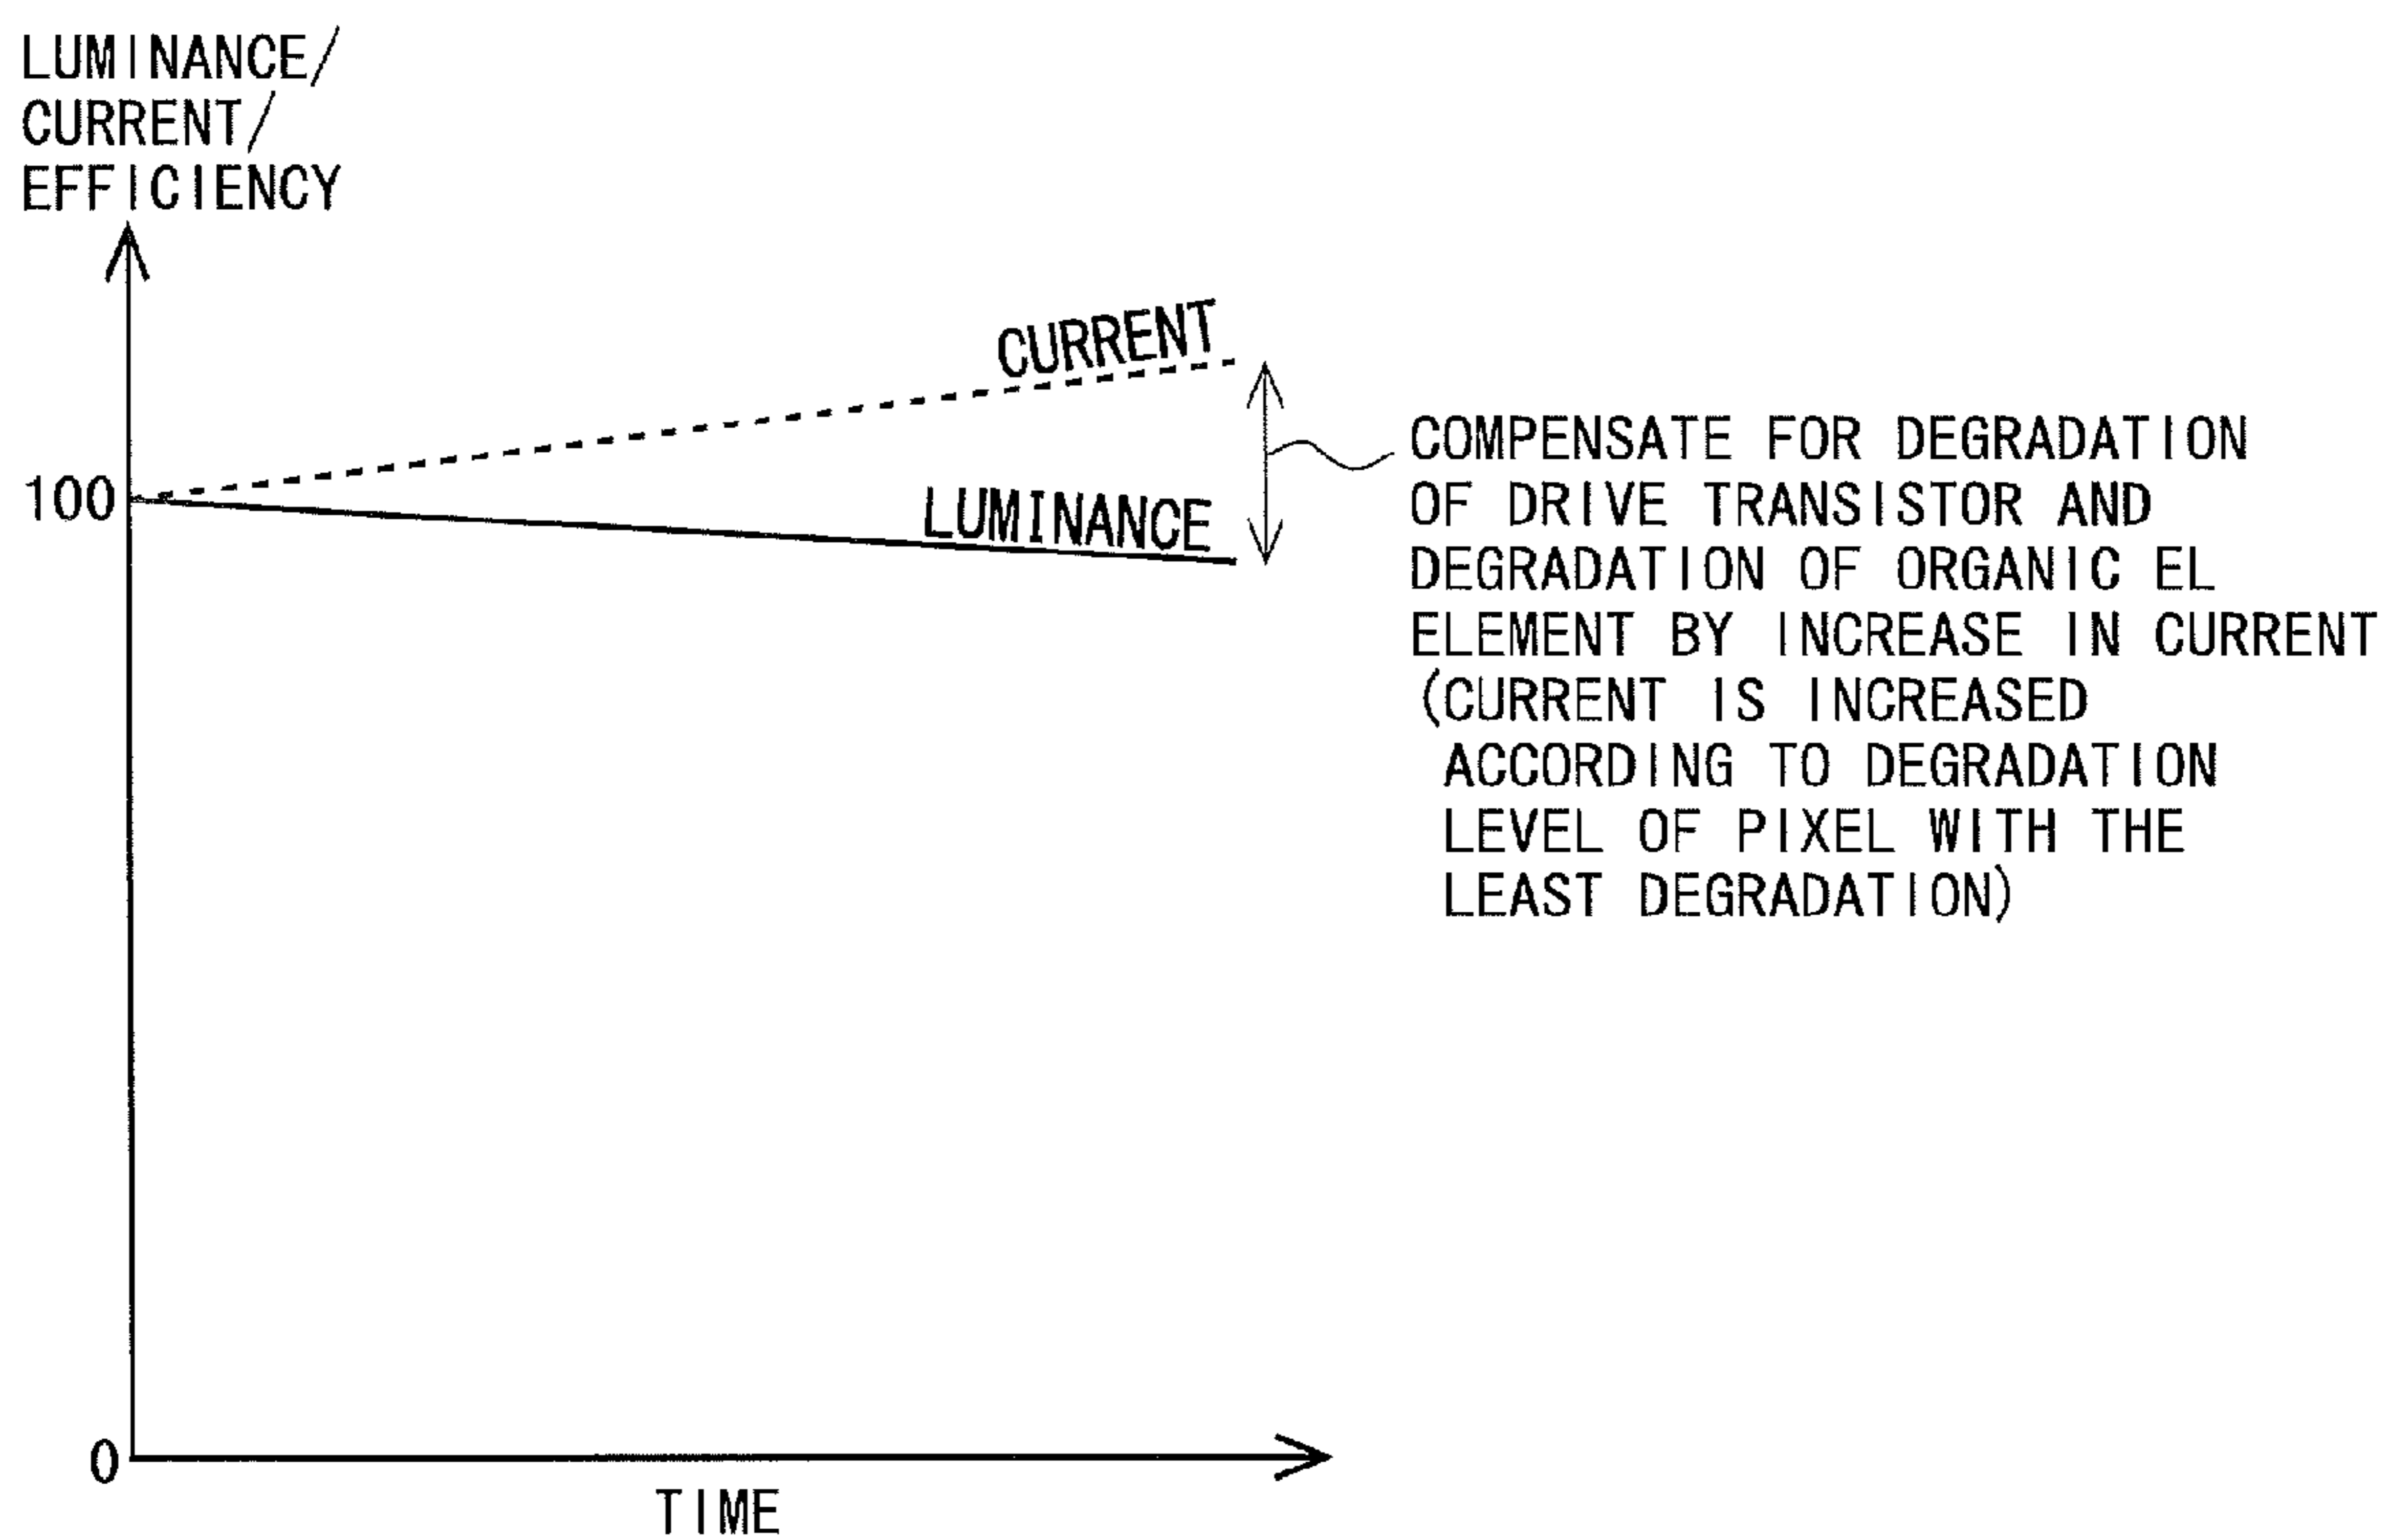 LUMINANCE/
CURRENT/
EFFICIENCY
CURRENT
100
LUMINANCE
COMPENSATE FOR DEGRADATION
OF DRIVE TRANSISTOR AND
DEGRADATION OF ORGANIC EL
ELEMENT BY INCREASE IN CURRENT
(CURRENT IS INCREASED
ACCORDING TO DEGRADATION
LEVEL OF PIXEL WITH THE
LEAST DEGRADATION)
0
TIME